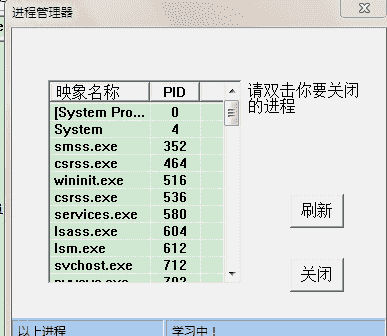 进程管理器
映象名称 PID
[System Pro... 0
System 4
smss.exe 352
csrss.exe 464
wininit.exe 516
csrss.exe 536
services.exe 580
lsass.exe 604
lsm.exe 612
svchost.exe 712
请双击你要关闭
的进程
刷新
关闭
以上进程 学习中!